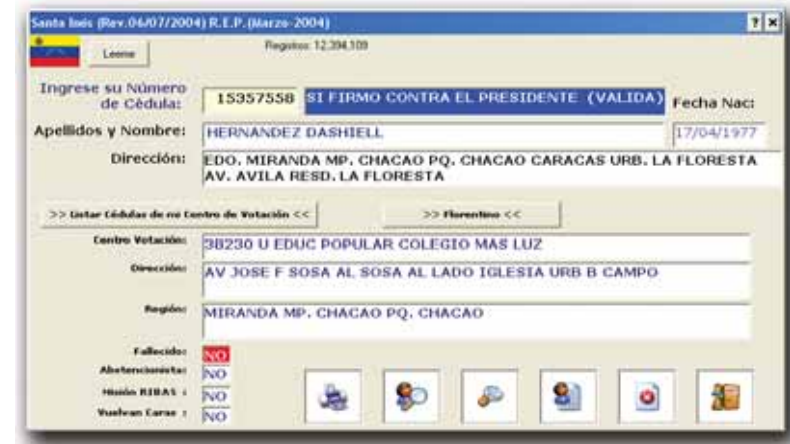 Santa Inés (Rev.06/07/2004) R.E.P.(Marzo-2004)
Leeme
Registros: 12,394,109
Ingrese su Número de Cédula: 15357558 SI FIRMO CONTRA EL PRESIDENTE (VALIDA) Fecha Nac:
Apellidos y Nombre: HERNANDEZ DASHIELL 17/04/1977
Dirección: EDO. MIRANDA MP. CHACAO PQ. CHACAO CARACAS URB. LA FLORESTA
AV. AVILA RESD. LA FLORESTA
>> Listar Cédulas de mi Centro de Votación << >> Florentino <<
Centro Votación: 38230 U EDUC POPULAR COLEGIO MAS LUZ
Dirección: AV JOSE F SOSA AL SOSA AL LADO IGLESIA URB B CAMPO
Región: MIRANDA MP. CHACAO PQ. CHACAO
Fallecido: NO
Abstencionista: NO
Misión RIBAS : NO
Vuelvan Caras : NO